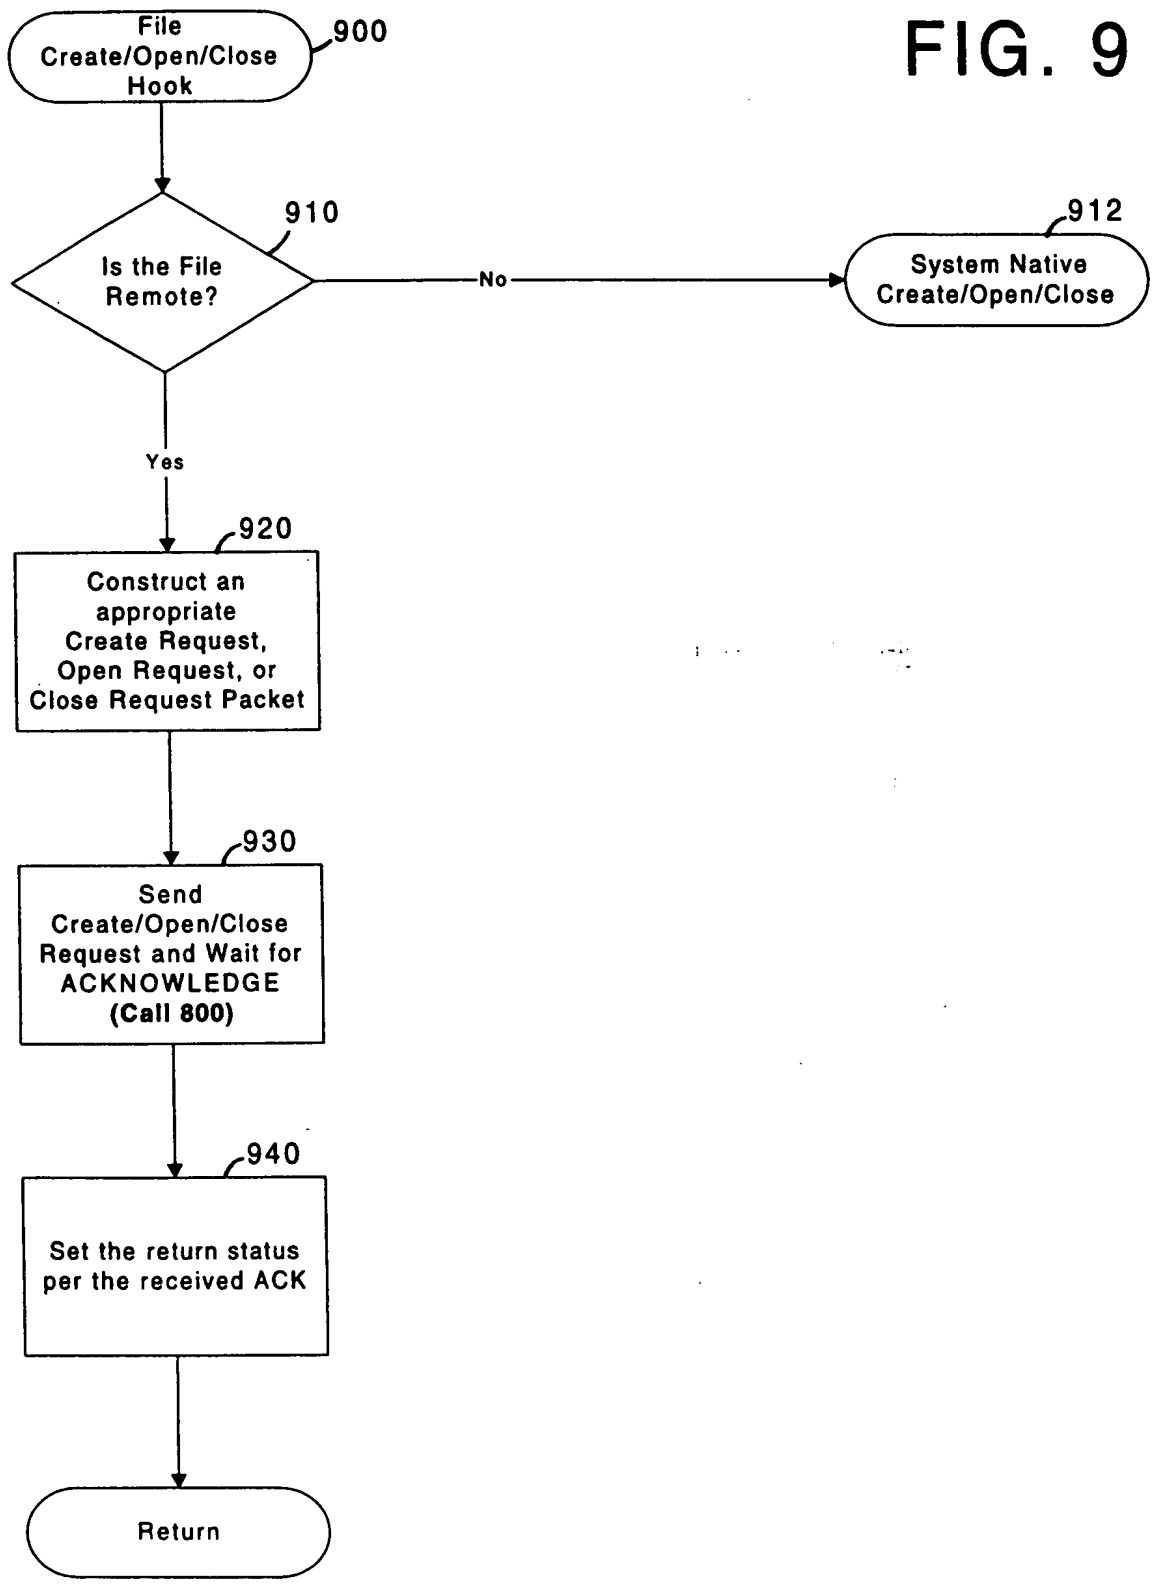 FIG. 9
File
Create/Open/Close
Hook
900
910
Is the File
Remote?
No
912
System Native
Create/Open/Close
Yes
920
Construct an
appropriate
Create Request,
Open Request, or
Close Request Packet
930
Send
Create/Open/Close
Request and Wait for
ACKNOWLEDGE
(Call 800)
940
Set the return status
per the received ACK
Return